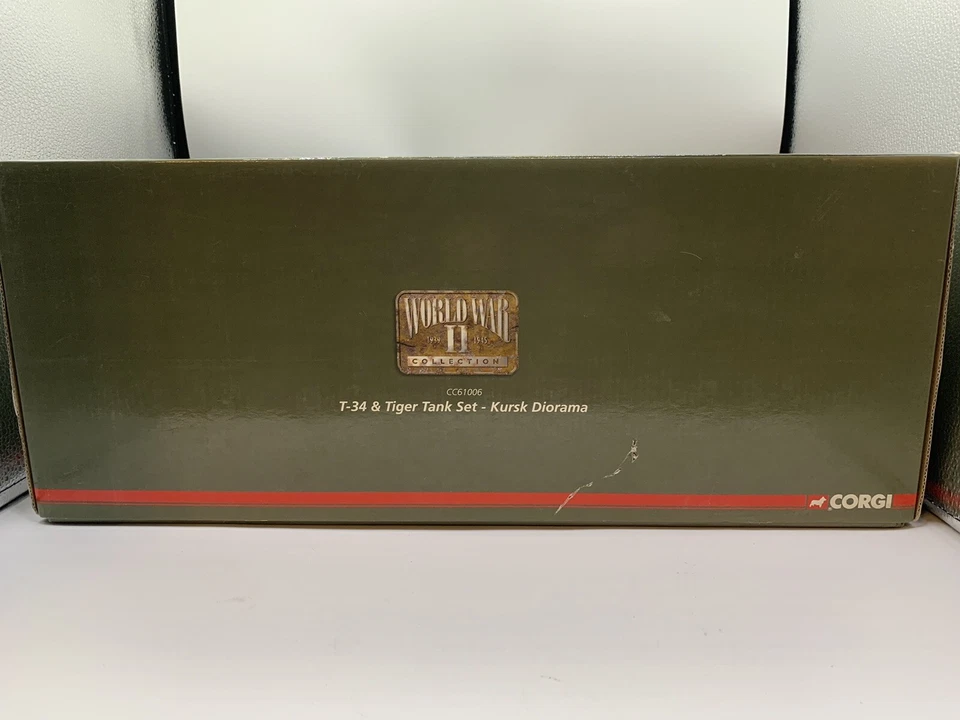 WORLD WAR
1939 II 1945
COLLECTION
CC61006
T-34 & Tiger Tank Set - Kursk Diorama
CORGI